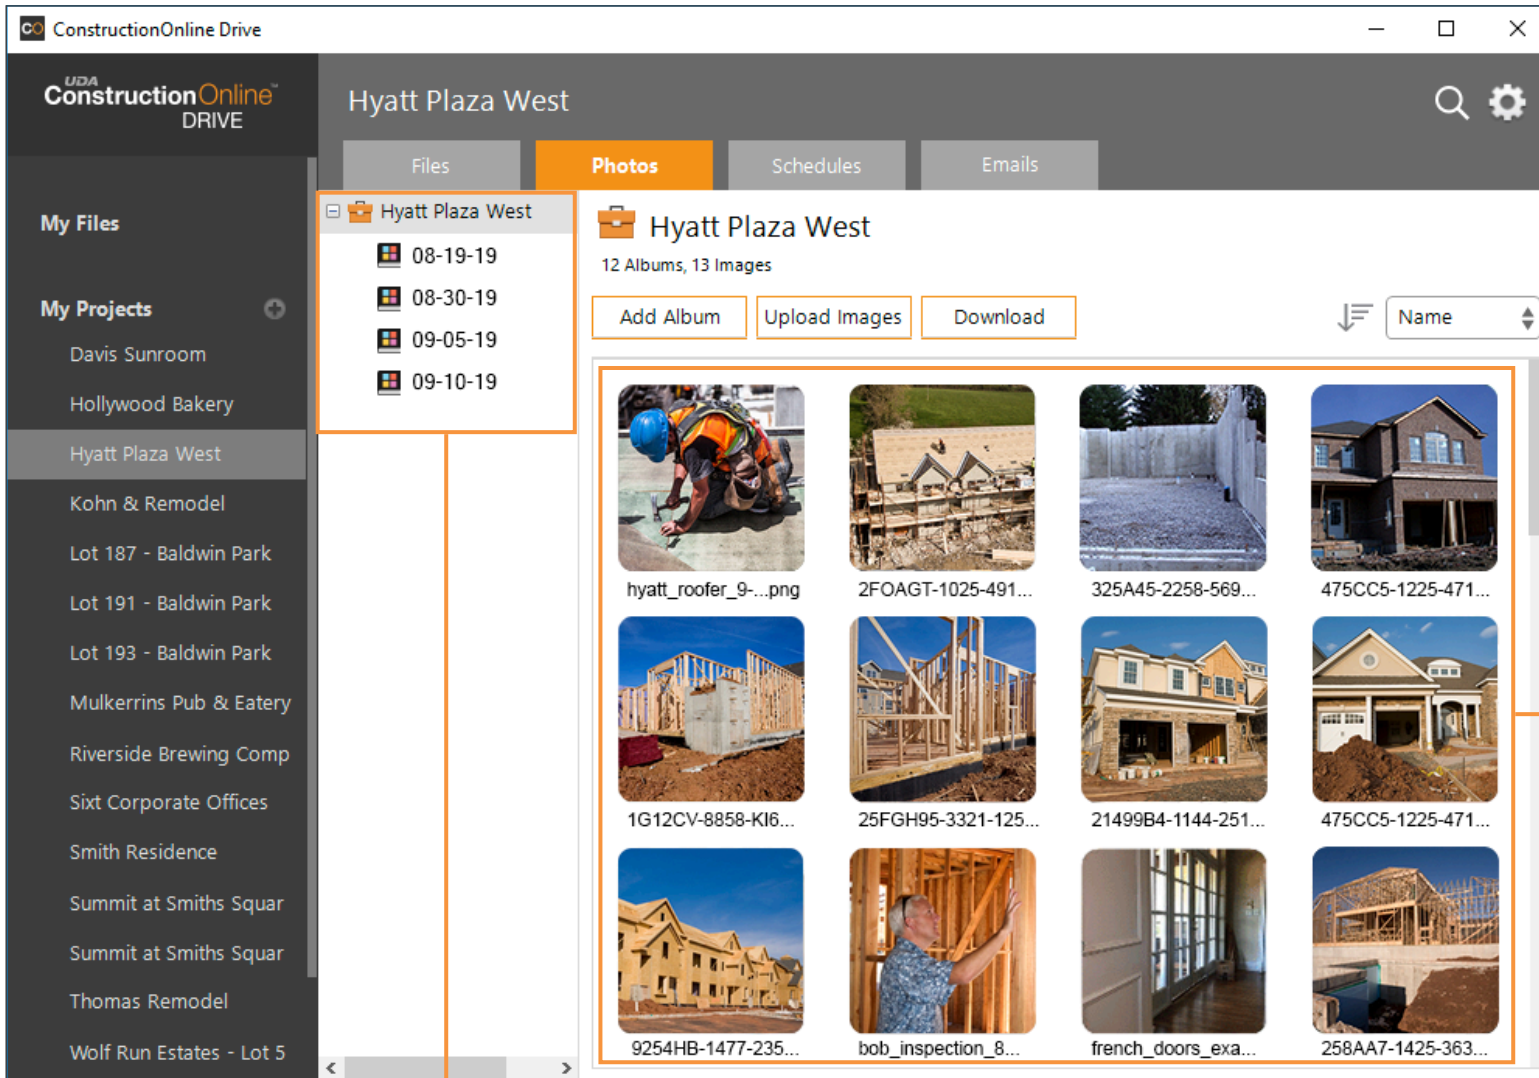 CO ConstructionOnline Drive
UDA
ConstructionOnline™
DRIVE
Hyatt Plaza West
Files
Photos
Schedules
Emails
My Files
My Projects
Davis Sunroom
Hollywood Bakery
Hyatt Plaza West
Kohn & Remodel
Lot 187 - Baldwin Park
Lot 191 - Baldwin Park
Lot 193 - Baldwin Park
Mulkerrins Pub & Eatery
Riverside Brewing Comp
Sixt Corporate Offices
Smith Residence
Summit at Smiths Squar
Summit at Smiths Squar
Thomas Remodel
Wolf Run Estates - Lot 5
Hyatt Plaza West
08-19-19
08-30-19
09-05-19
09-10-19
Hyatt Plaza West
12 Albums, 13 Images
Add Album
Upload Images
Download
Name
hyatt_roofer_9-...png
2FOAGT-1025-491...
325A45-2258-569...
475CC5-1225-471...
1G12CV-8858-KI6...
25FGH95-3321-125...
21499B4-1144-251...
475CC5-1225-471...
9254HB-1477-235...
bob_inspection_8...
french_doors_exa...
258AA7-1425-363...